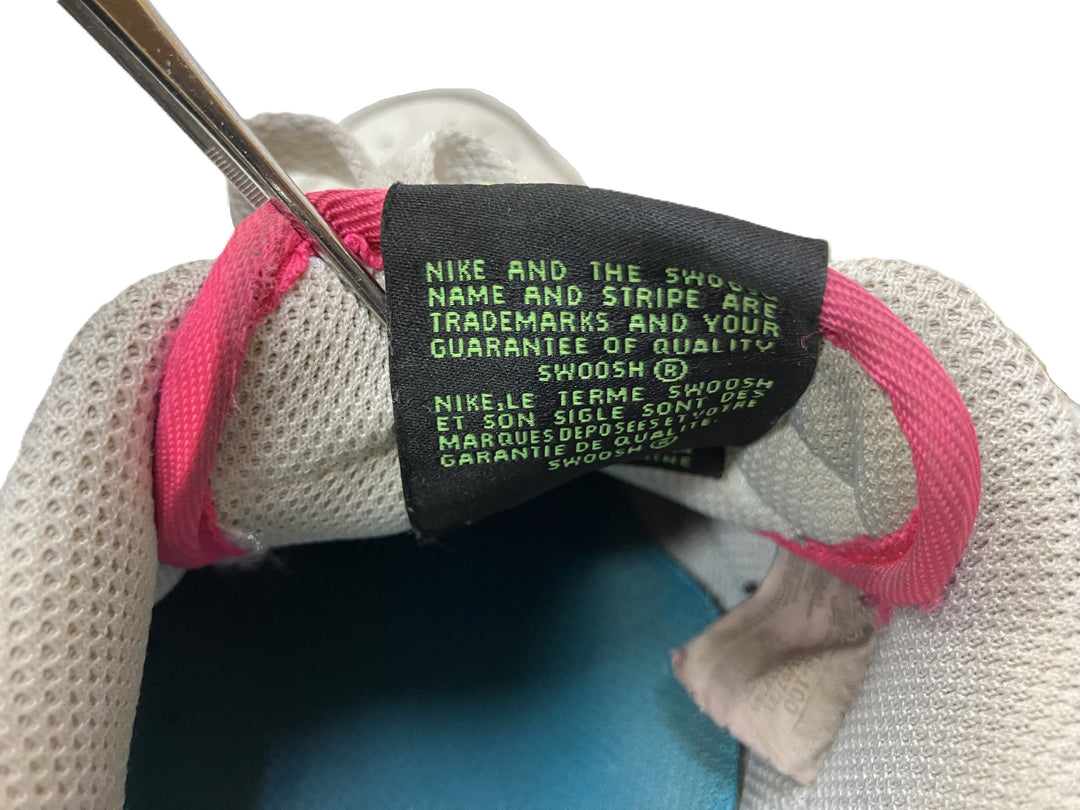 NIKE AND THE SWOOSH
NAME AND STRIPE ARE
TRADEMARKS AND YOUR
GUARANTEE OF QUALITY.
SWOOSH ®
NIKE,LE TERME SWOOSH
ET SON SIGLE SONT DES
MARQUES DEPOSEES ET VOTRE
GARANTIE DE QUALITE.
SWOOSH ®